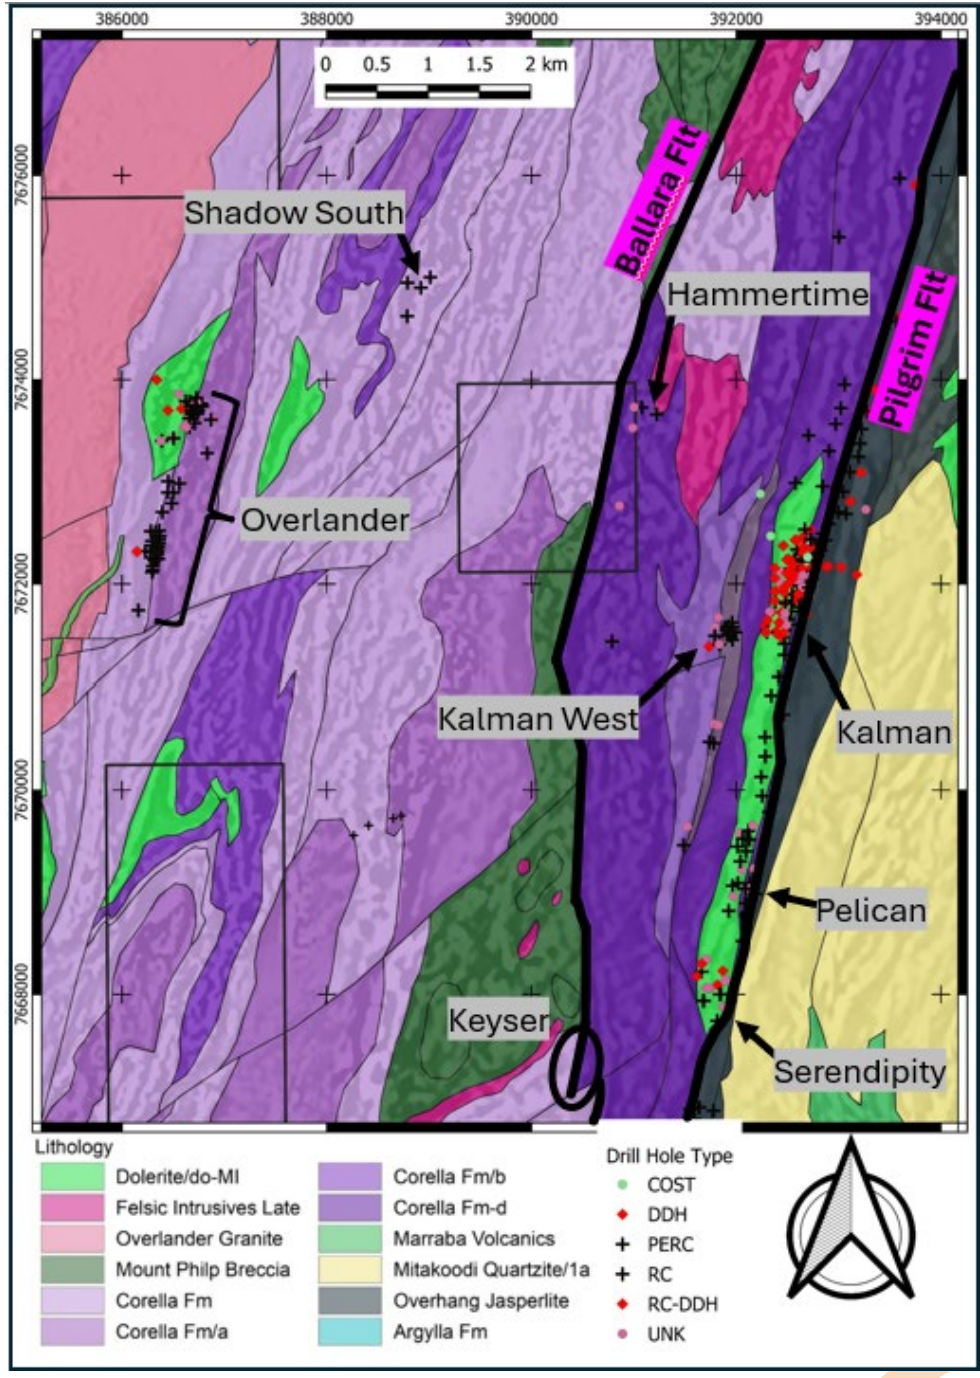 386000 388000 390000 392000 394000
0 0.5 1 1.5 2 km
7676000
Ballara Flt
Shadow South
Hammertime
Pilgrim Flt
7674000
Overlander
7672000
Kalman West
Kalman
7670000
Pelican
7668000
Keyser
Serendipity
Lithology
Dolerite/do-MI
Felsic Intrusives Late
Overlander Granite
Mount Philp Breccia
Corella Fm
Corella Fm/a
Corella Fm/b
Corella Fm-d
Marraba Volcanics
Mitakoodi Quartzite/1a
Overhang Jasperlite
Argylla Fm
Drill Hole Type
COST
DDH
PERC
RC
RC-DDH
UNK